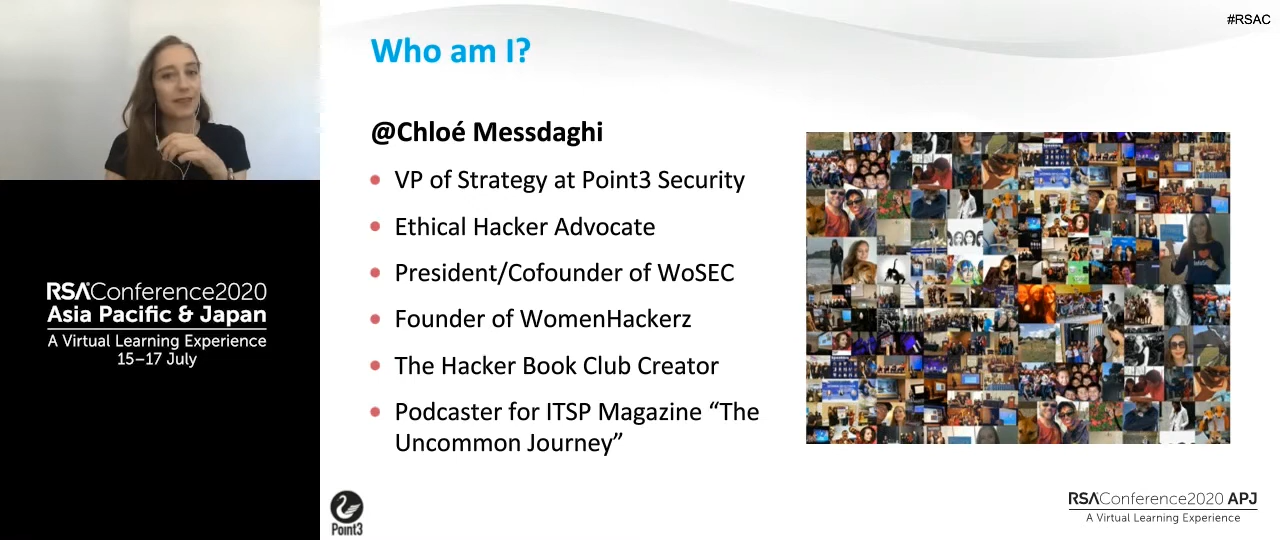 #RSAC
Who am I?
@Chloé Messdaghi
VP of Strategy at Point3 Security
Ethical Hacker Advocate
President/Cofounder of WoSEC
Founder of WomenHackerz
The Hacker Book Club Creator
Podcaster for ITSP Magazine “The
Uncommon Journey”
RSAConference2020
Asia Pacific & Japan
A Virtual Learning Experience
15–17 July
Point3
RSAConference2020 APJ
A Virtual Learning Experience